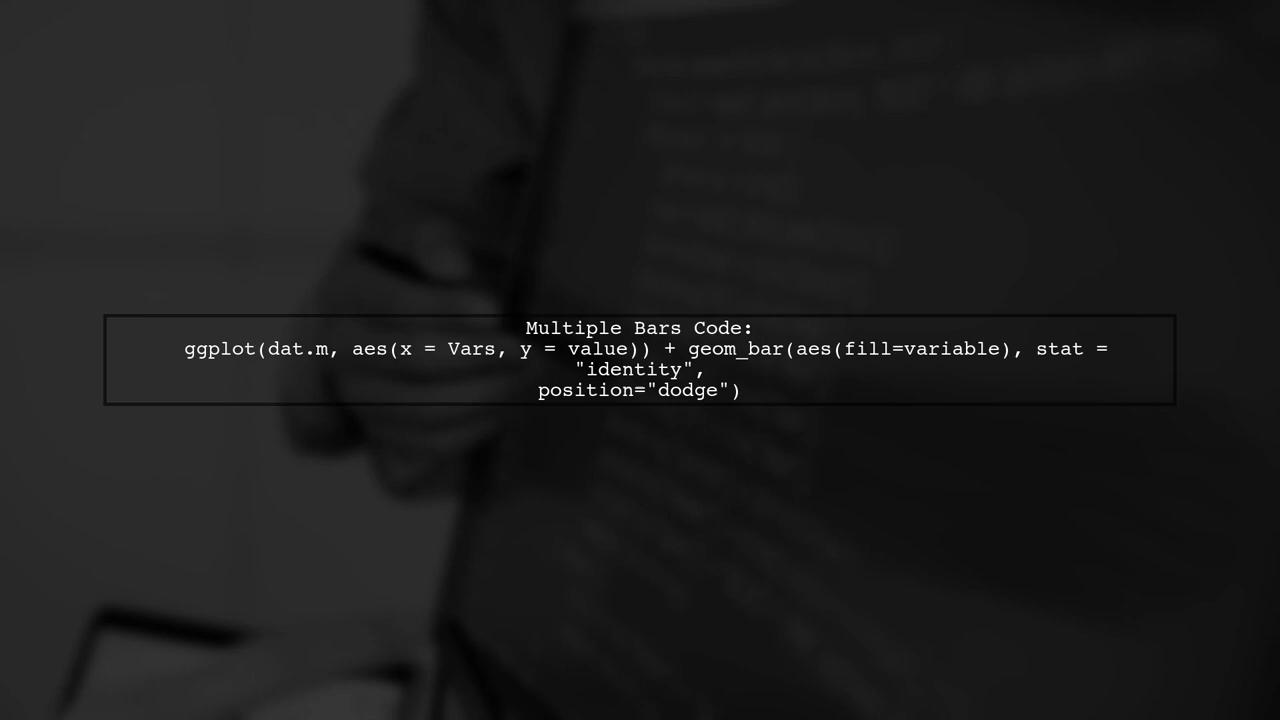 Multiple Bars Code:
ggplot(dat.m, aes(x = Vars, y = value)) + geom_bar(aes(fill=variable), stat =
"identity",
position="dodge")